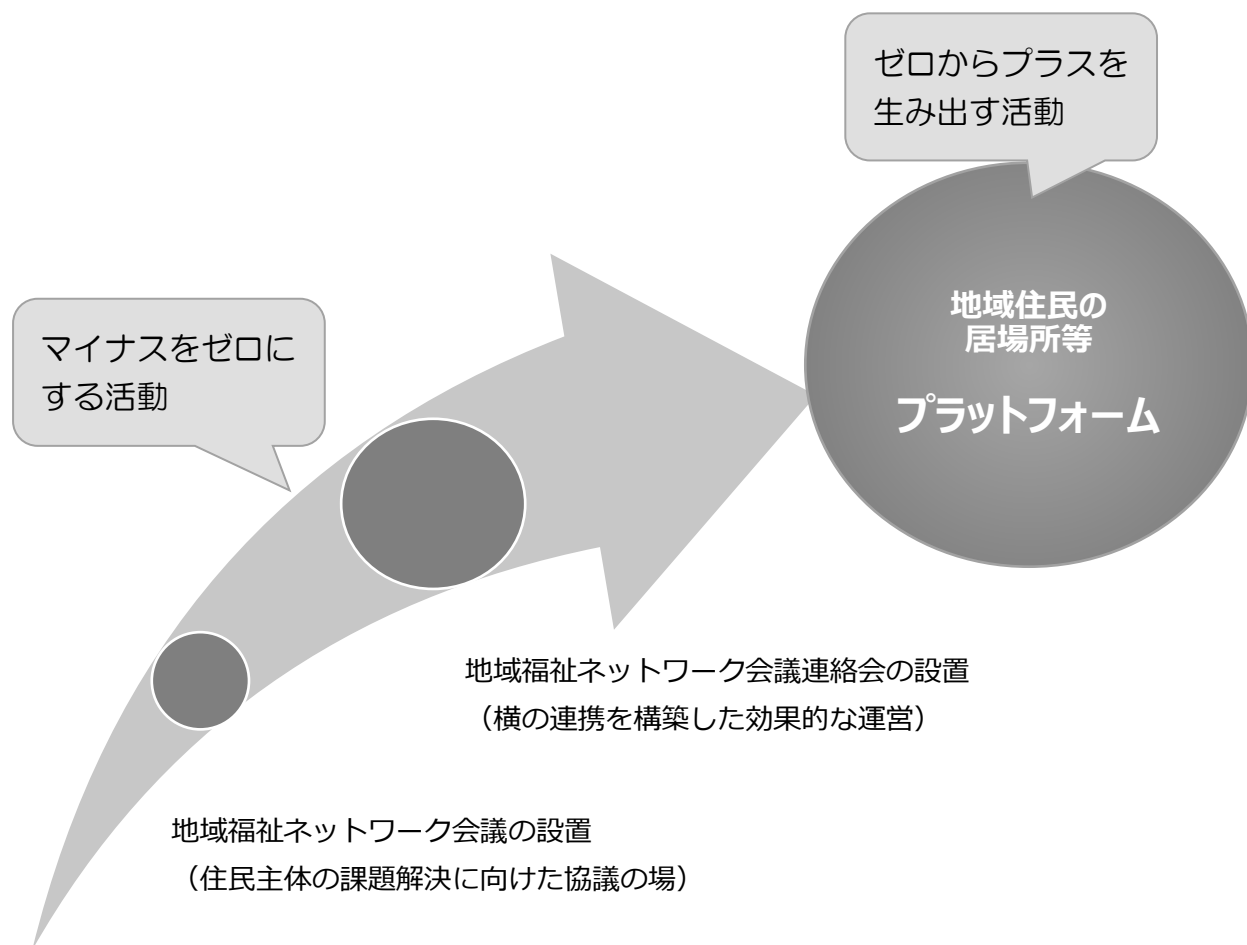 ゼロからプラスを
生み出す活動
マイナスをゼロに
する活動
地域住民の
居場所等
プラットフォーム
地域福祉ネットワーク会議連絡会の設置
（横の連携を構築した効果的な運営）
地域福祉ネットワーク会議の設置
（住民主体の課題解決に向けた協議の場）